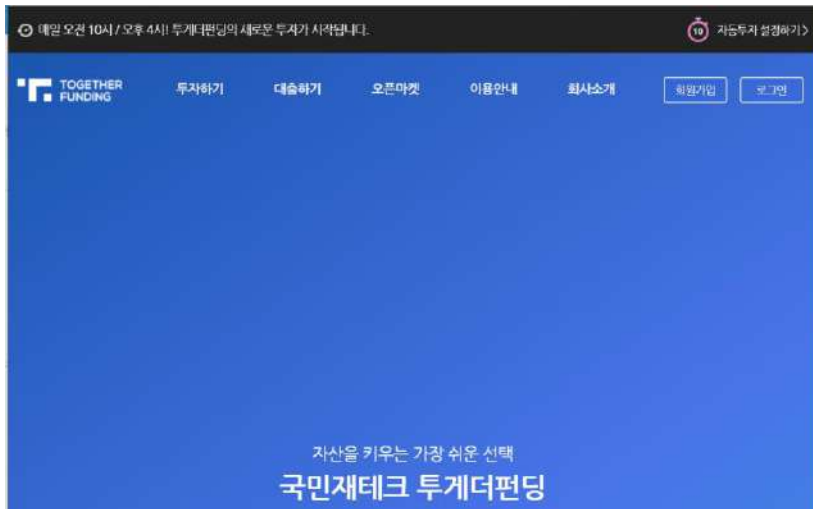 매일 오전 10시 / 오후 4시! 투게더펀딩의 새로운 투자가 시작됩니다.
10 자동투자 설정하기 >
TOGETHER
FUNDING
투자하기 대출하기 오픈마켓 이용안내 회사소개 회원가입 로그인
자산을 키우는 가장 쉬운 선택
국민재테크 투게더펀딩